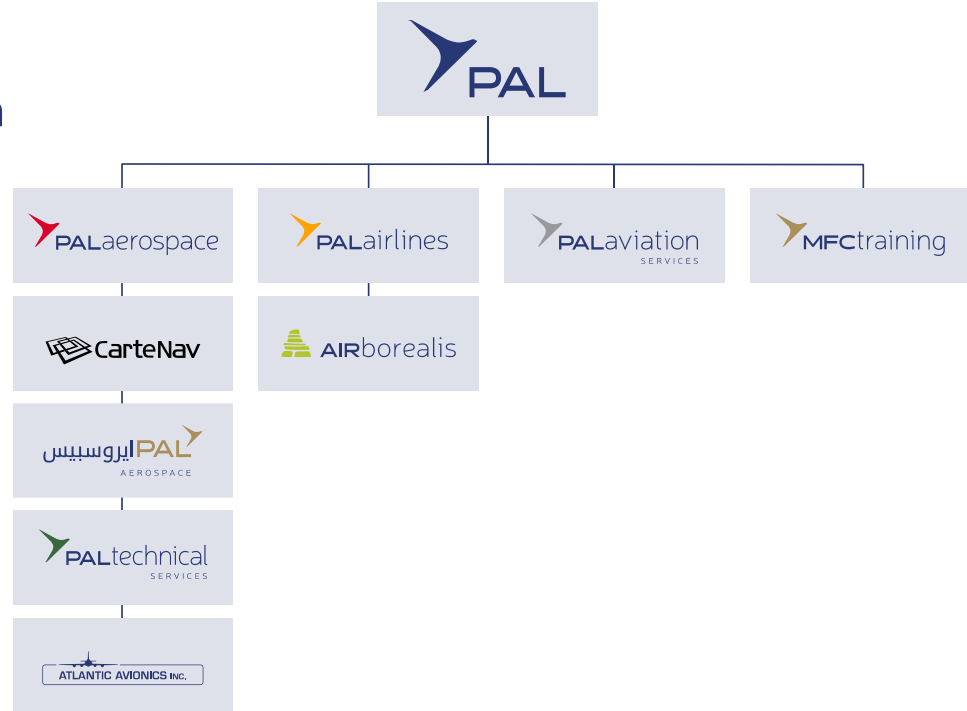 PAL
PALaerospace
PALairlines
PALaviation
SERVICES
MFCtraining
CarteNav
AIRborealis
PAL ايروسبيس
AEROSPACE
PALtechnical
SERVICES
ATLANTIC AVIONICS INC.